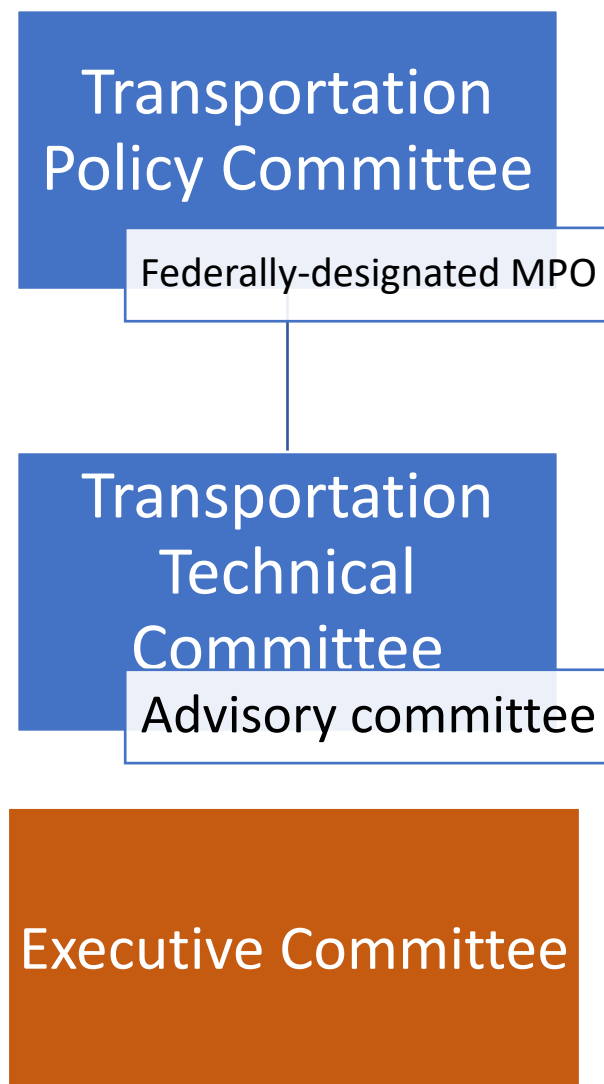 Transportation
Policy Committee
Federally-designated MPO
Transportation
Technical
Committee
Advisory committee
Executive Committee